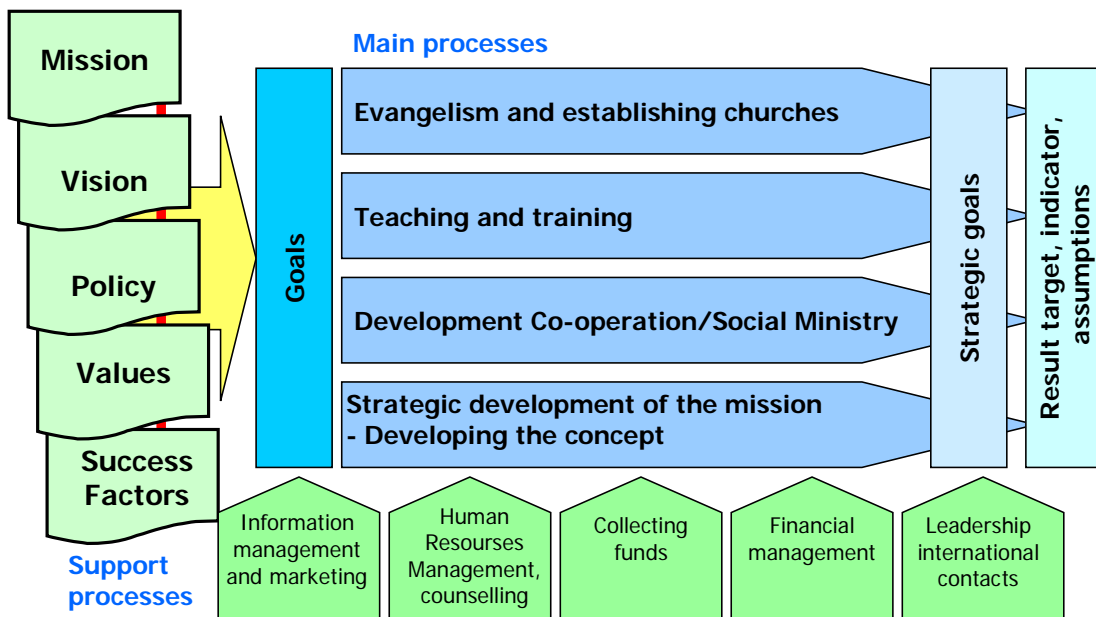 Mission
Vision
Policy
Values
Success
Factors
Main processes
Goals
Evangelism and establishing churches
Teaching and training
Development Co-operation/Social Ministry
Strategic development of the mission
- Developing the concept
Strategic goals
Result target, indicator,
assumptions
Support
processes
Information
management
and marketing
Human
Resourses
Management,
counselling
Collecting
funds
Financial
management
Leadership
international
contacts